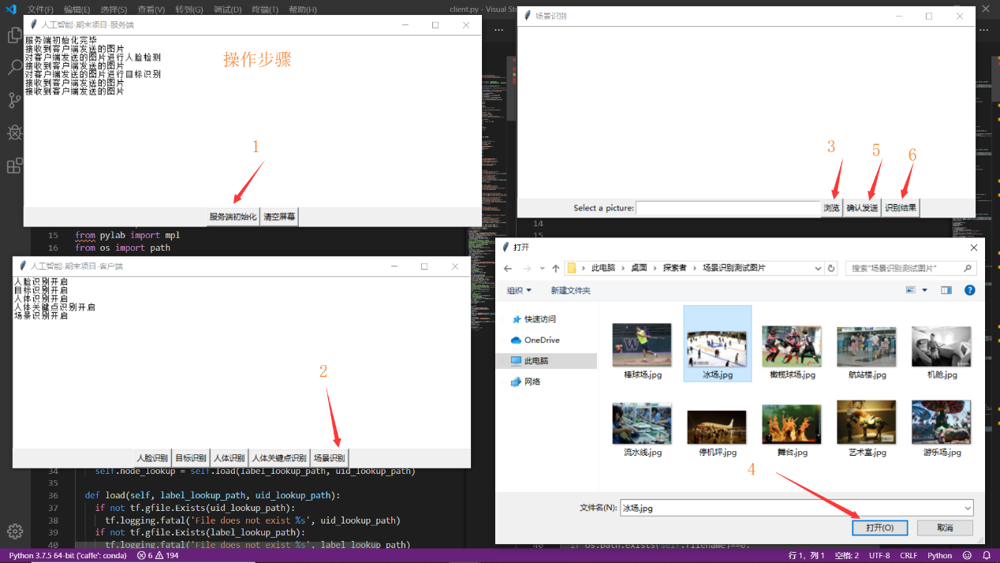 文件(F) 编辑(E) 选择(S) 查看(V) 转到(G) 调试(D) 终端(T) 帮助(H) client.py - Visual Stu
人工智能-期末项目-服务端
服务端初始化完毕
接收到客户端发送的图片
对客户端发送的图片进行人脸检测
接收到客户端发送的图片
对客户端发送的图片进行目标识别
接收到客户端发送的图片
接收到客户端发送的图片
操作步骤
1
服务端初始化 清空屏幕
场景识别
3 5 6
Select a picture: 浏览 确认发送 识别结果
14
15
15 from pylab import mpl
16 from os import path
人工智能-期末项目-客户端
人脸识别开启
目标识别开启
人体识别开启
人体关键点识别开启
场景识别开启
2
人脸识别 目标识别 人体识别 人体关键点识别 场景识别
打开
此电脑 › 桌面 › 探索者 › 场景识别测试图片
搜索"场景识别测试图片"
组织 新建文件夹
快速访问
OneDrive
此电脑
网络
W
棒球场.jpg 冰场.jpg 橄榄球场.jpg 航站楼.jpg 机舱.jpg
流水线.jpg 停机坪.jpg 舞台.jpg 艺术室.jpg 游乐场.jpg
4
文件名(N): 冰场.jpg
打开(O) 取消
34 self.node_lookup = self.load(label_lookup_path, uid_lookup_path)
35
36 def load(self, label_lookup_path, uid_lookup_path):
37 if not tf.gfile.Exists(uid_lookup_path):
38 tf.logging.fatal('File does not exist %s', uid_lookup_path)
39 if not tf.gfile.Exists(label_lookup_path):
40 tf.logging.fatal('File does not exist %s', label_lookup_path)
40 if os.path.exists(self.filename)==0:
Python 3.7.5 64-bit ('caffe': conda) 6 194
行 1，列 1 空格: 2 UTF-8 CRLF Python